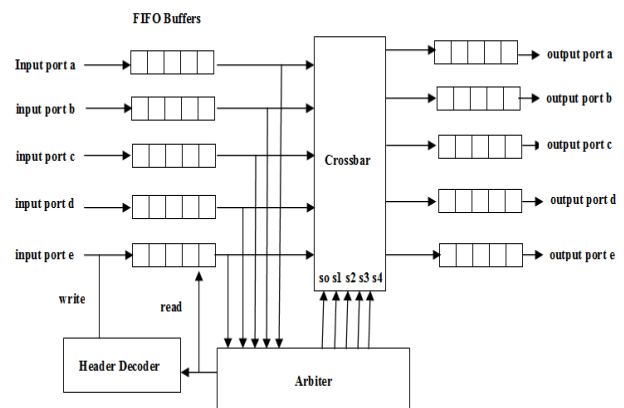 FIFO Buffers
Input port a
output port a
input port b
output port b
input port c
output port c
Crossbar
input port d
output port d
input port e
output port e
so s1 s2 s3 s4
write
read
Header Decoder
Arbiter